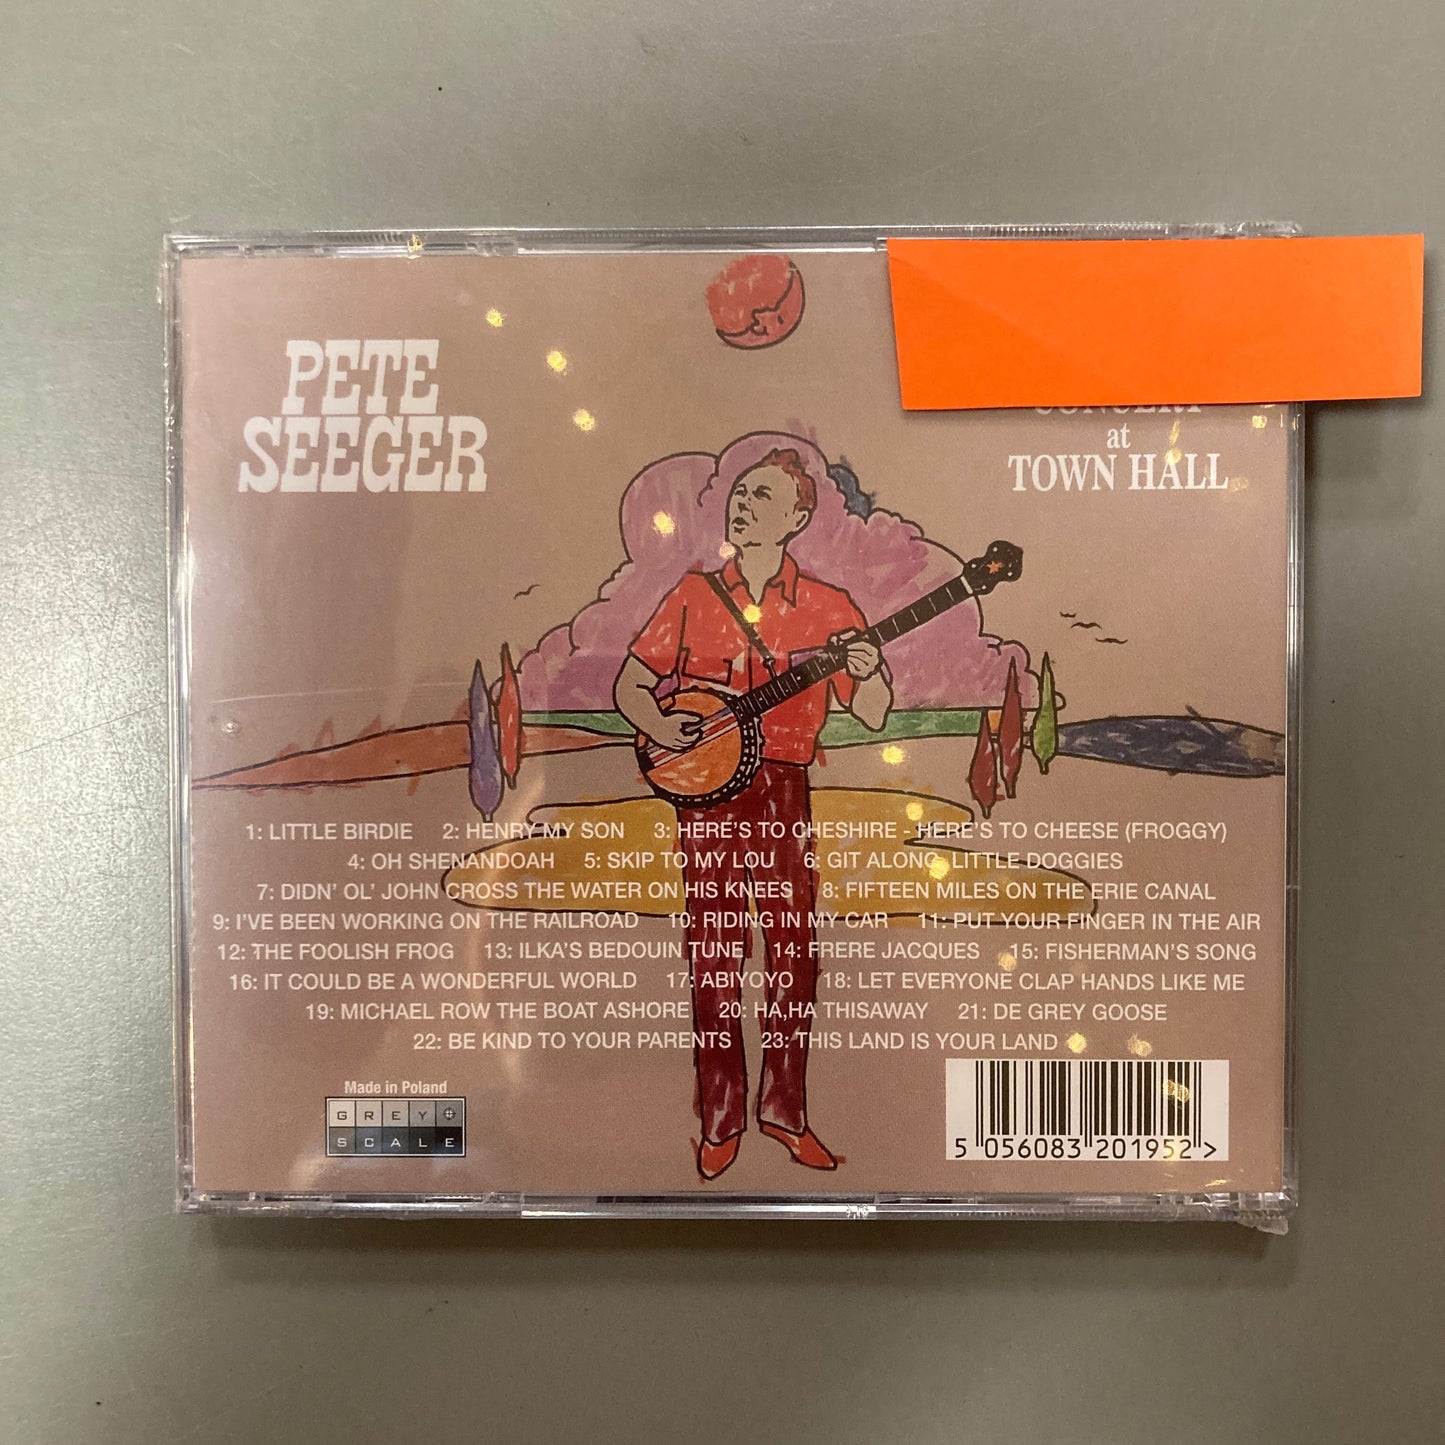 PETE
SEEGER
at
TOWN HALL
1: LITTLE BIRDIE 2: HENRY MY SON 3: HERE'S TO CHESHIRE - HERE'S TO CHEESE (FROGGY)
4: OH SHENANDOAH 5: SKIP TO MY LOU 6: GIT ALONG, LITTLE DOGGIES
7: DIDN' OL' JOHN CROSS THE WATER ON HIS KNEES 8: FIFTEEN MILES ON THE ERIE CANAL
9: I'VE BEEN WORKING ON THE RAILROAD 10: RIDING IN MY CAR 11: PUT YOUR FINGER IN THE AIR
12: THE FOOLISH FROG 13: ILKA'S BEDOUIN TUNE 14: FRERE JACQUES 15: FISHERMAN'S SONG
16: IT COULD BE A WONDERFUL WORLD 17: ABIYOYO 18: LET EVERYONE CLAP HANDS LIKE ME
19: MICHAEL ROW THE BOAT ASHORE 20: HA,HA THISAWAY 21: DE GREY GOOSE
22: BE KIND TO YOUR PARENTS 23: THIS LAND IS YOUR LAND
Made in Poland
GREY
SCALE
5 056083 201952 >